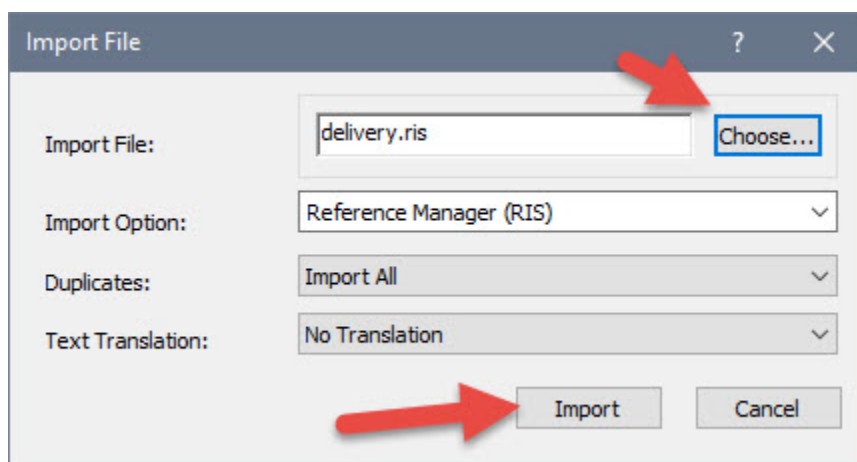 Import File
?
Import File:
delivery.ris
Choose...
Import Option:
Reference Manager (RIS)
Duplicates:
Import All
Text Translation:
No Translation
Import
Cancel